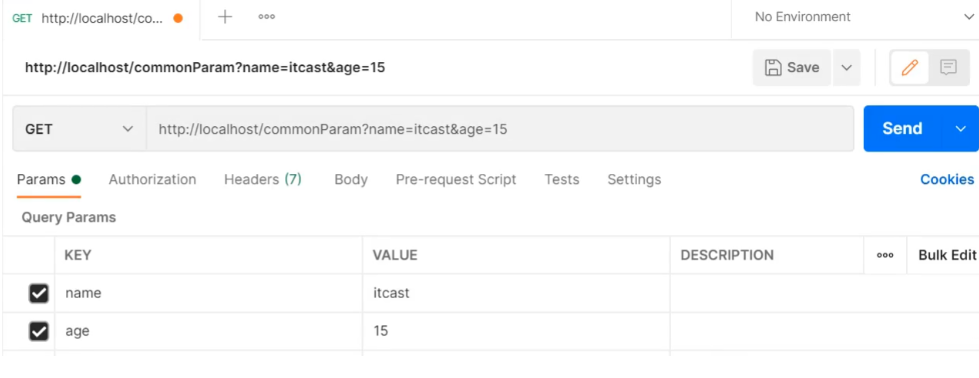 GET http://localhost/co... No Environment
http://localhost/commonParam?name=itcast&age=15 Save
GET http://localhost/commonParam?name=itcast&age=15 Send
Params Authorization Headers (7) Body Pre-request Script Tests Settings Cookies
Query Params
KEY VALUE DESCRIPTION Bulk Edit
name itcast
age 15